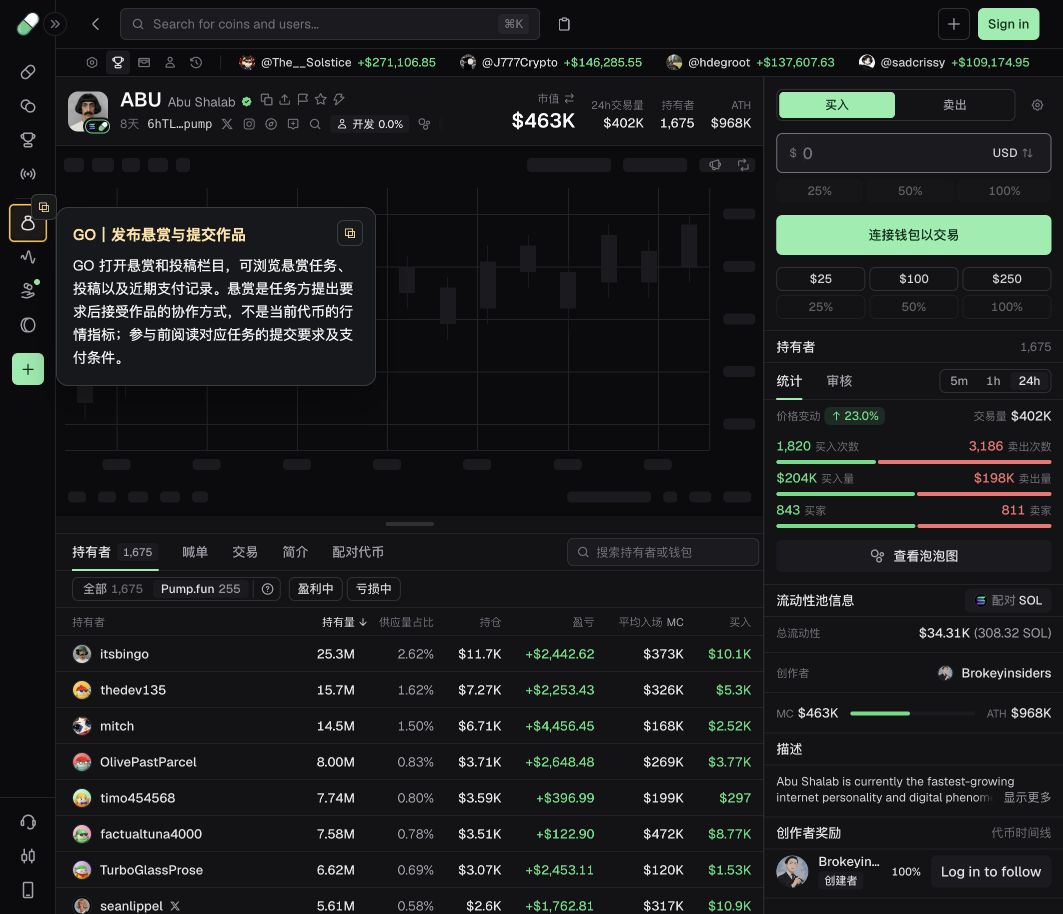 Search for coins and users...
⌘K
Sign in
@The__Solstice +$271,106.85
@J777Crypto +$146,285.55
@hdegroot +$137,607.63
@sadcrissy +$109,174.95
ABU Abu Shalab
8天 6hTL...pump
开发 0.0%
市值
$463K
24h交易量
$402K
持有者
1,675
ATH
$968K
GO｜发布悬赏与提交作品
GO 打开悬赏和投稿栏目，可浏览悬赏任务、
投稿以及近期支付记录。悬赏是任务方提出要
求后接受作品的协作方式，不是当前代币的行
情指标；参与前阅读对应任务的提交要求及支
付条件。
持有者 1,675 喊单 交易 简介 配对代币
搜索持有者或钱包
全部 1,675 Pump.fun 255 盈利中 亏损中
持有者 持有量 ↓ 供应量占比 持仓 盈亏 平均入场 MC 买入
itsbingo 25.3M 2.62% $11.7K +$2,442.62 $373K $10.1K
thedev135 15.7M 1.62% $7.27K +$2,253.43 $326K $5.3K
mitch 14.5M 1.50% $6.71K +$4,456.45 $168K $2.52K
OlivePastParcel 8.00M 0.83% $3.71K +$2,648.48 $269K $3.77K
timo454568 7.74M 0.80% $3.59K +$396.99 $199K $297
factualtuna4000 7.58M 0.78% $3.51K +$122.90 $472K $8.77K
TurboGlassProse 6.62M 0.69% $3.07K +$2,453.11 $120K $1.53K
seanlippel 5.61M 0.58% $2.6K +$1,762.81 $317K $10.9K
买入 卖出
$ 0 USD
25% 50% 100%
连接钱包以交易
$25 $100 $250
25% 50% 100%
持有者 1,675
统计 审核 5m 1h 24h
价格变动 ↑ 23.0% 交易量 $402K
1,820 买入次数 3,186 卖出次数
$204K 买入量 $198K 卖出量
843 买家 811 卖家
查看泡泡图
流动性池信息 配对 SOL
总流动性 $34.31K (308.32 SOL)
创作者 Brokeyinsiders
MC $463K ATH $968K
描述
Abu Shalab is currently the fastest-growing
internet personality and digital phenom 显示更多
创作者奖励 代币时间线
Brokeyin... 100% Log in to follow
创建者